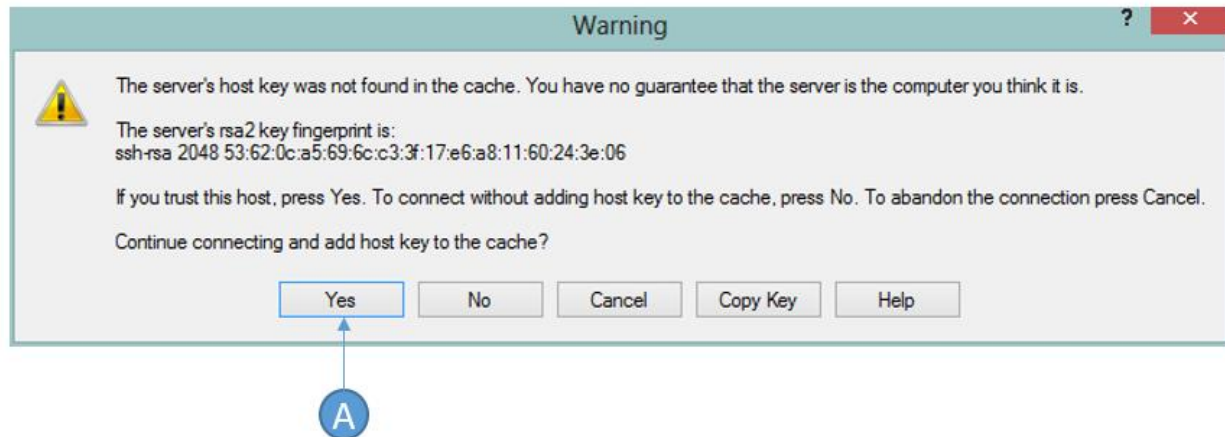 Warning
?
The server's host key was not found in the cache. You have no guarantee that the server is the computer you think it is.
The server's rsa2 key fingerprint is:
ssh-rsa 2048 53:62:0c:a5:69:6c:c3:3f:17:e6:a8:11:60:24:3e:06
If you trust this host, press Yes. To connect without adding host key to the cache, press No. To abandon the connection press Cancel.
Continue connecting and add host key to the cache?
Yes No Cancel Copy Key Help
A